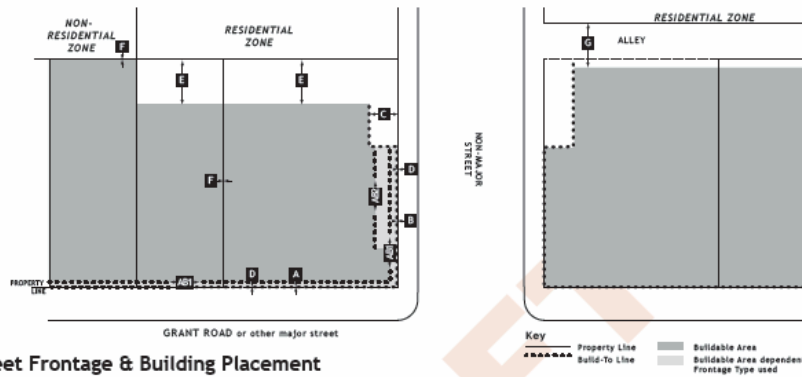 NON-
RESIDENTIAL
ZONE
F
RESIDENTIAL
ZONE
RESIDENTIAL ZONE
G
ALLEY
E
E
C
NON-MAJOR
STREET
D
F
B
D
A
AB1
PROPERTY
LINE
GRANT ROAD or other major street
Key
Property Line
Build-To Line
Buildable Area
Buildable Area dependen
Frontage Type used
eet Frontage & Building Placement